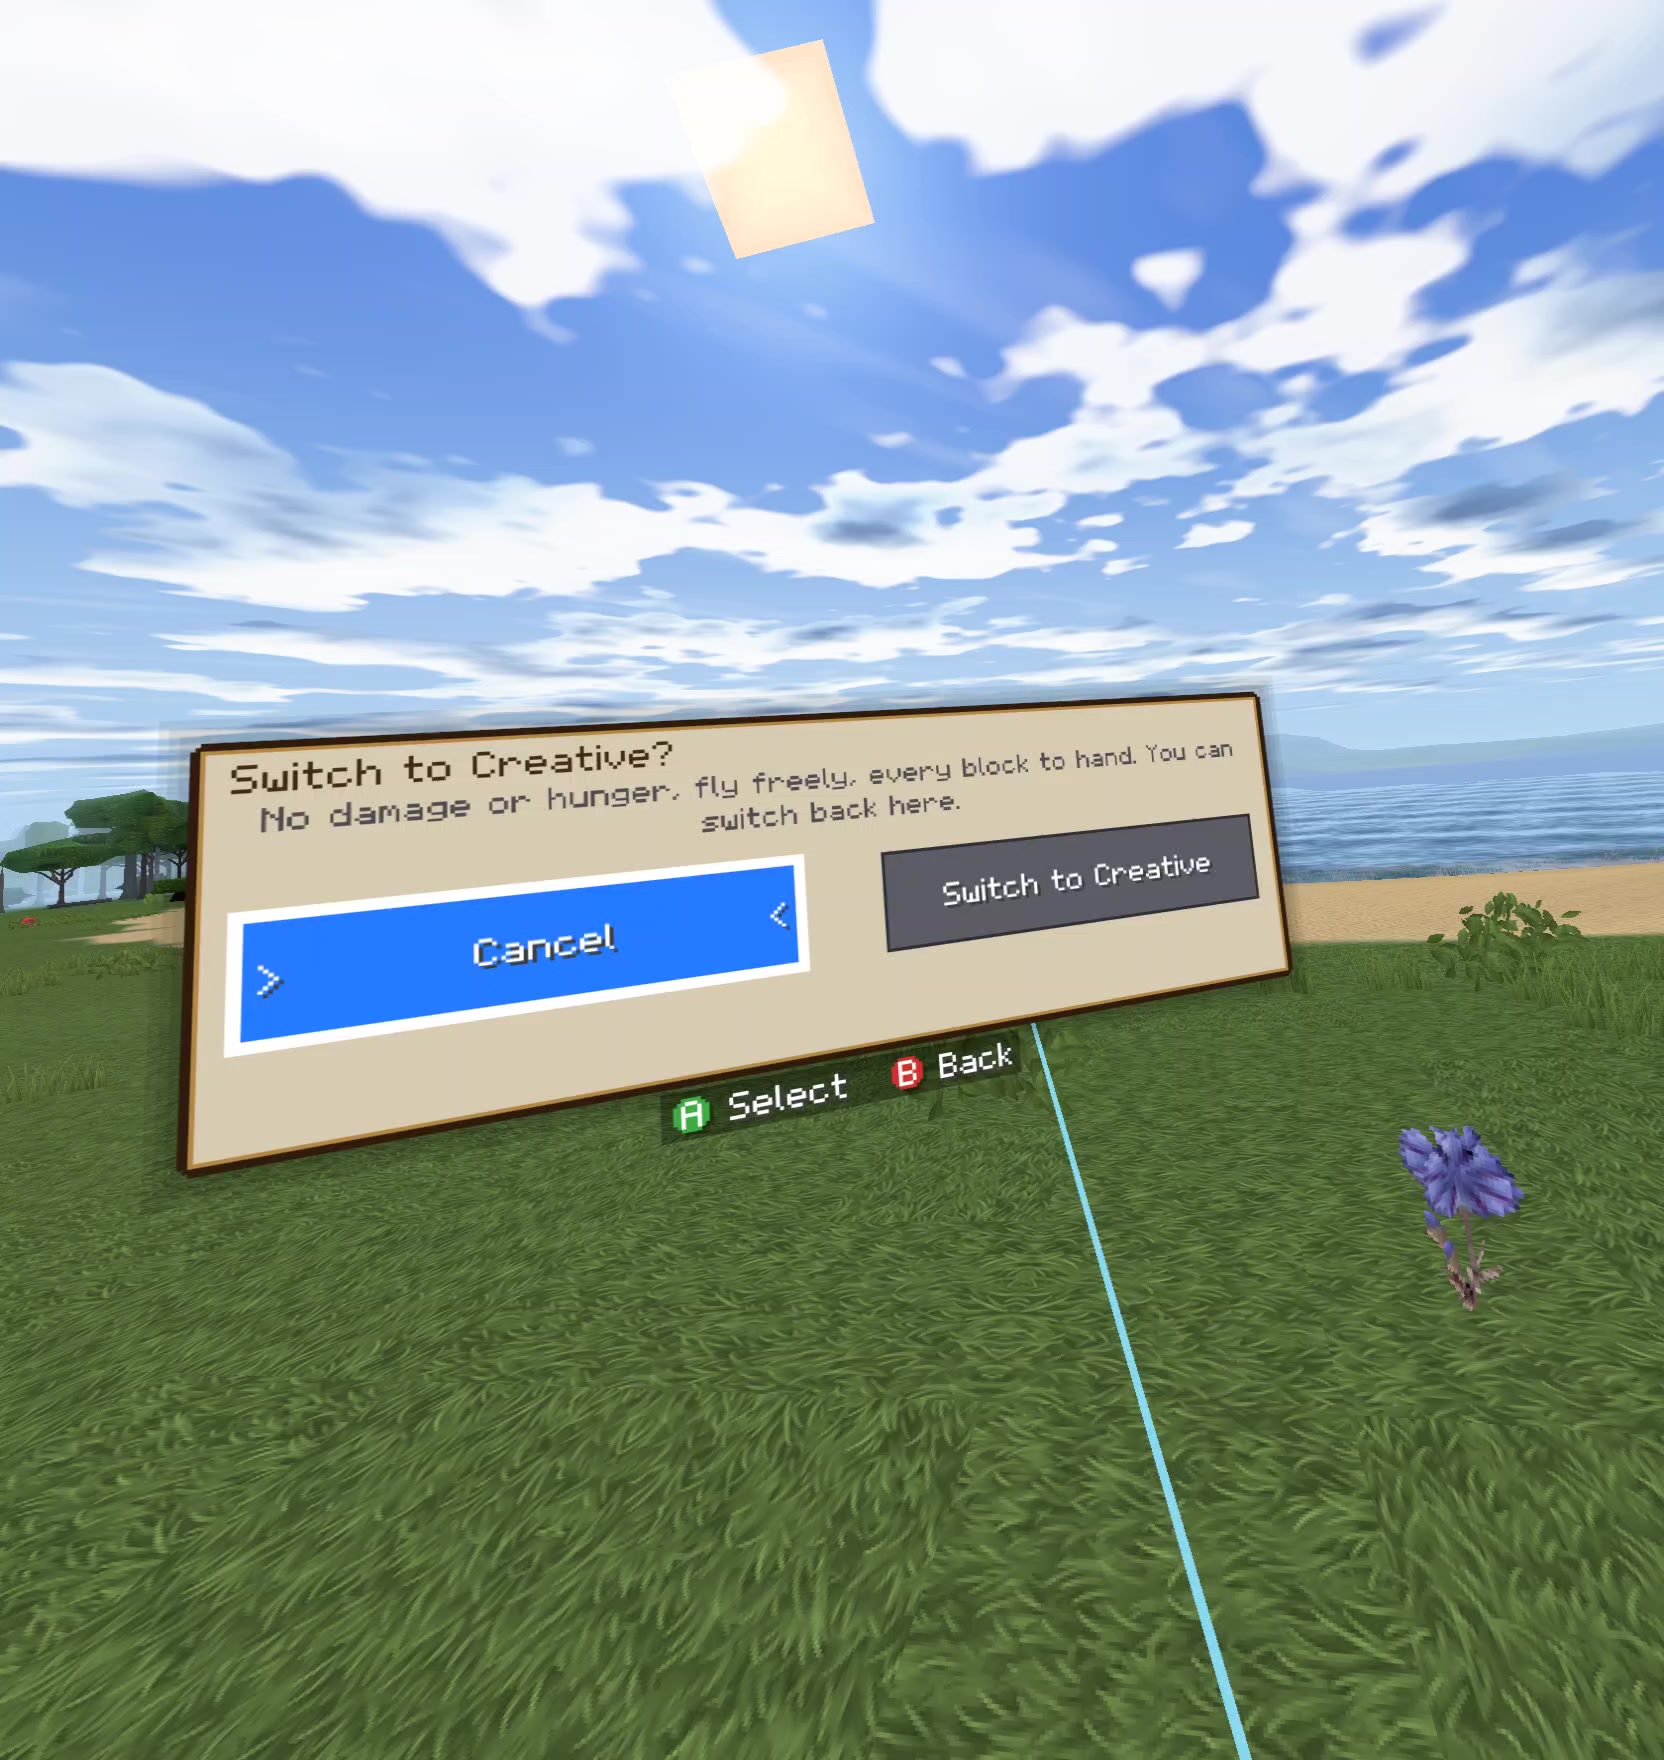 Switch to Creative?
No damage or hunger, fly freely, every block to hand. You can
switch back here.
> Cancel <
Switch to Creative
A Select B Back